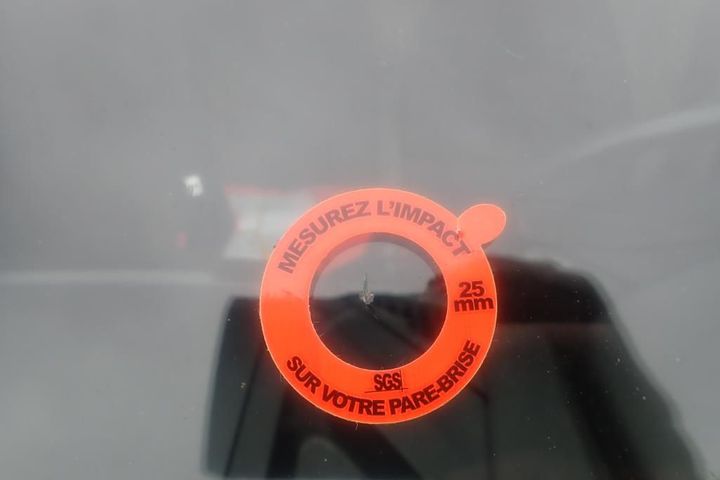 MESUREZ L'IMPACT
25
mm
SGS
SUR VOTRE PARE-BRISE